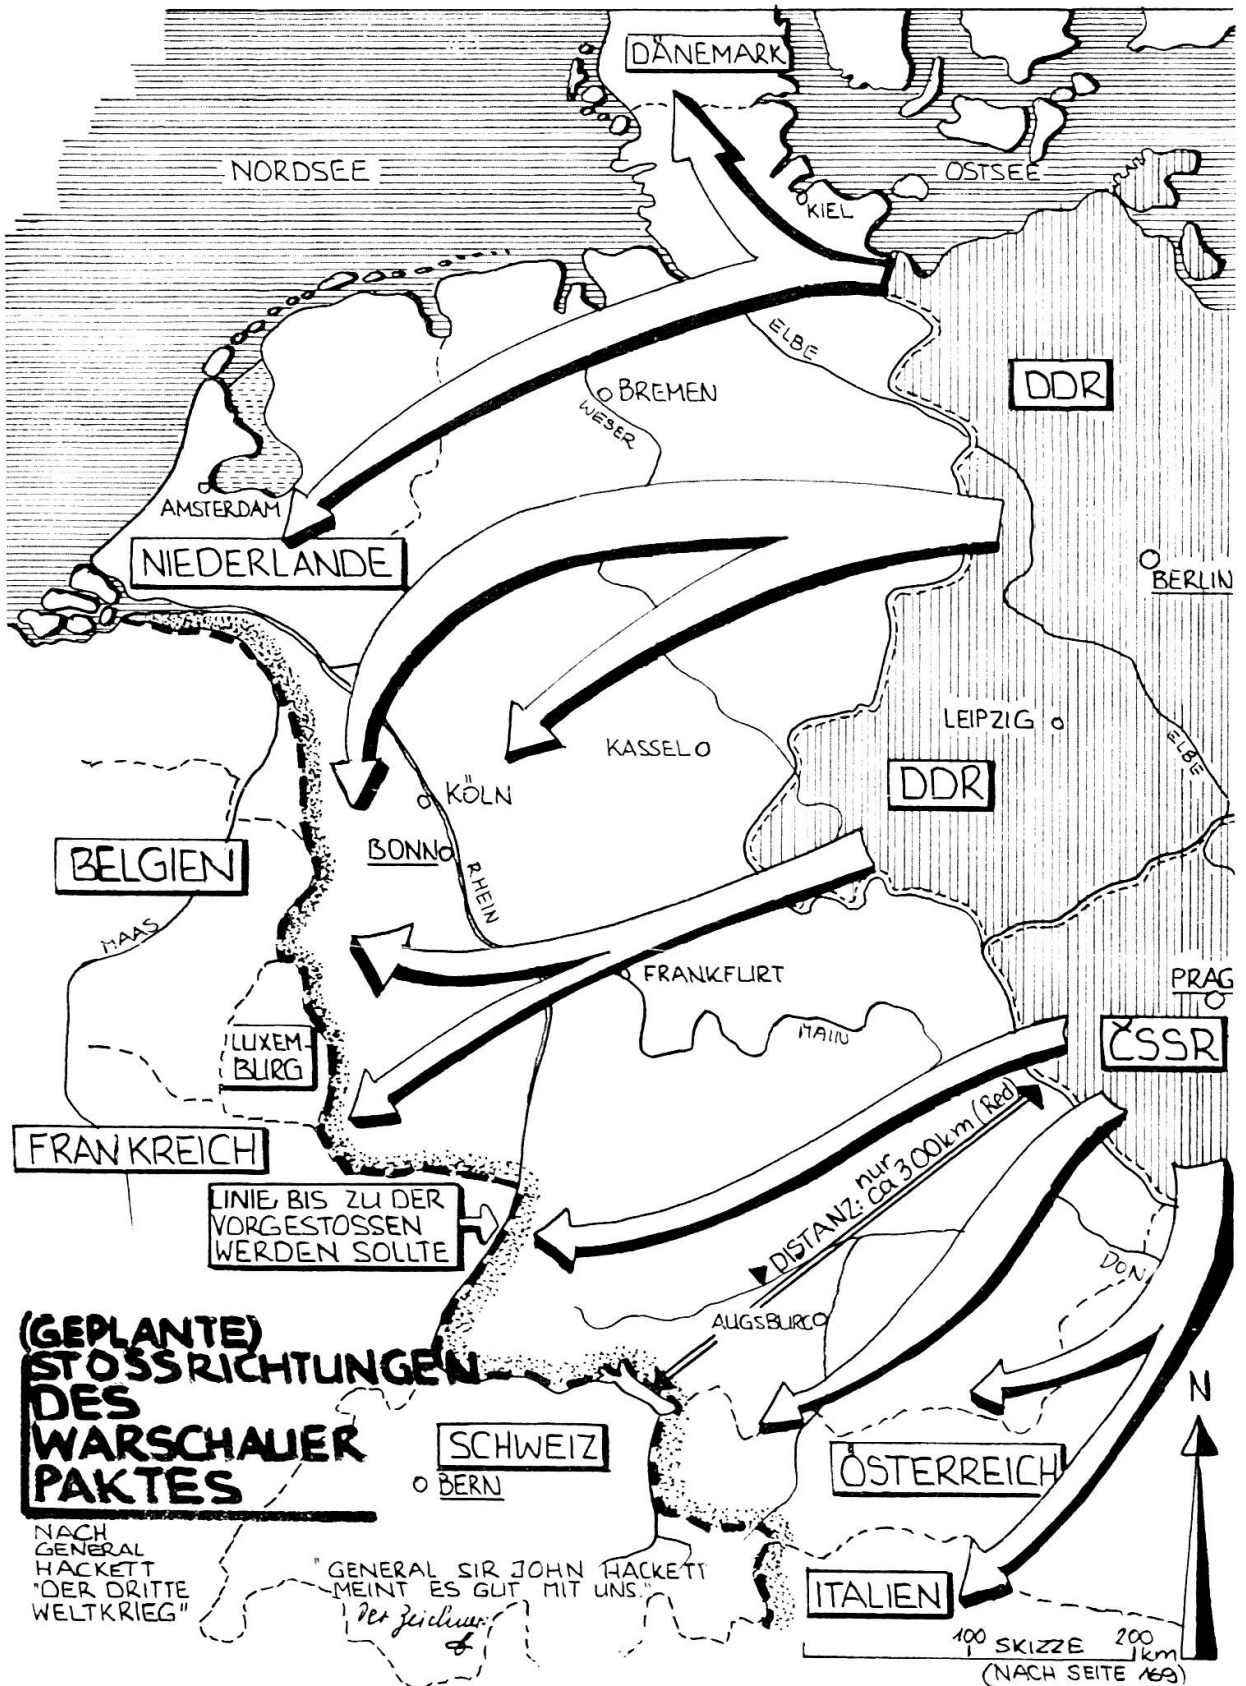 DÄNEMARK
NORDSEE
OSTSEE
KIEL
ELBE
DDR
BREMEN
WESER
AMSTERDAM
NIEDERLANDE
BERLIN
LEIPZIG
ELBE
KASSEL
DDR
KÖLN
BONN
BELGIEN
RHEIN
MAAS
FRANKFURT
PRAG
MAIN
ČSSR
LUXEM-
BURG
FRANKREICH
DISTANZ: nur ca 300km (Red)
LINIE BIS ZU DER
VORGESTOSSEN
WERDEN SOLLTE
DON
AUGSBURG
(GEPLANTE)
STOSSRICHTUNGEN
DES
WARSCHAUER
PAKTES
N
SCHWEIZ
BERN
ÖSTERREICH
NACH
GENERAL
HACKETT
"DER DRITTE
WELTKRIEG"
"GENERAL SIR JOHN HACKETT
MEINT ES GUT MIT UNS."
Der Zeichner
ITALIEN
100 SKIZZE 200
km
(NACH SEITE 169)